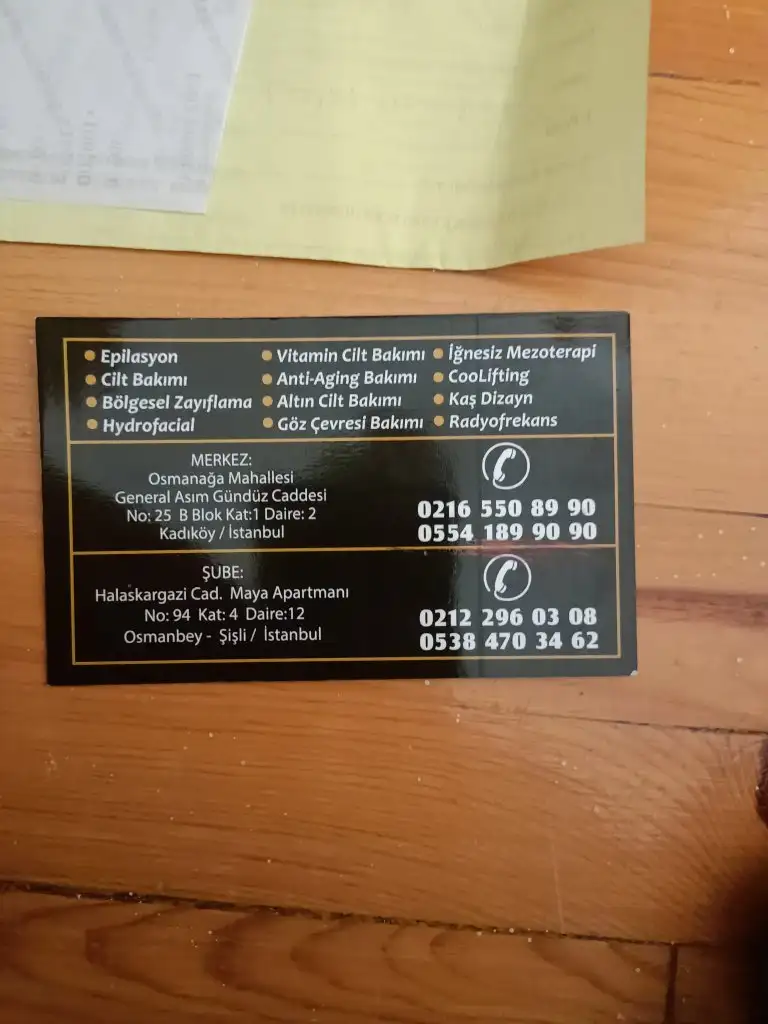 Epilasyon
Cilt Bakımı
Bölgesel Zayıflama
Hydrofacial
Vitamin Cilt Bakımı
Anti-Aging Bakımı
Altın Cilt Bakımı
Göz Çevresi Bakımı
İğnesiz Mezoterapi
CooLifting
Kaş Dizayn
Radyofrekans
MERKEZ:
Osmanağa Mahallesi
General Asım Gündüz Caddesi
No: 25 B Blok Kat:1 Daire: 2
Kadıköy / İstanbul
0216 550 89 90
0554 189 90 90
ŞUBE:
Halaskargazi Cad. Maya Apartmanı
No: 94 Kat: 4 Daire:12
Osmanbey - Şişli / İstanbul
0212 296 03 08
0538 470 34 62